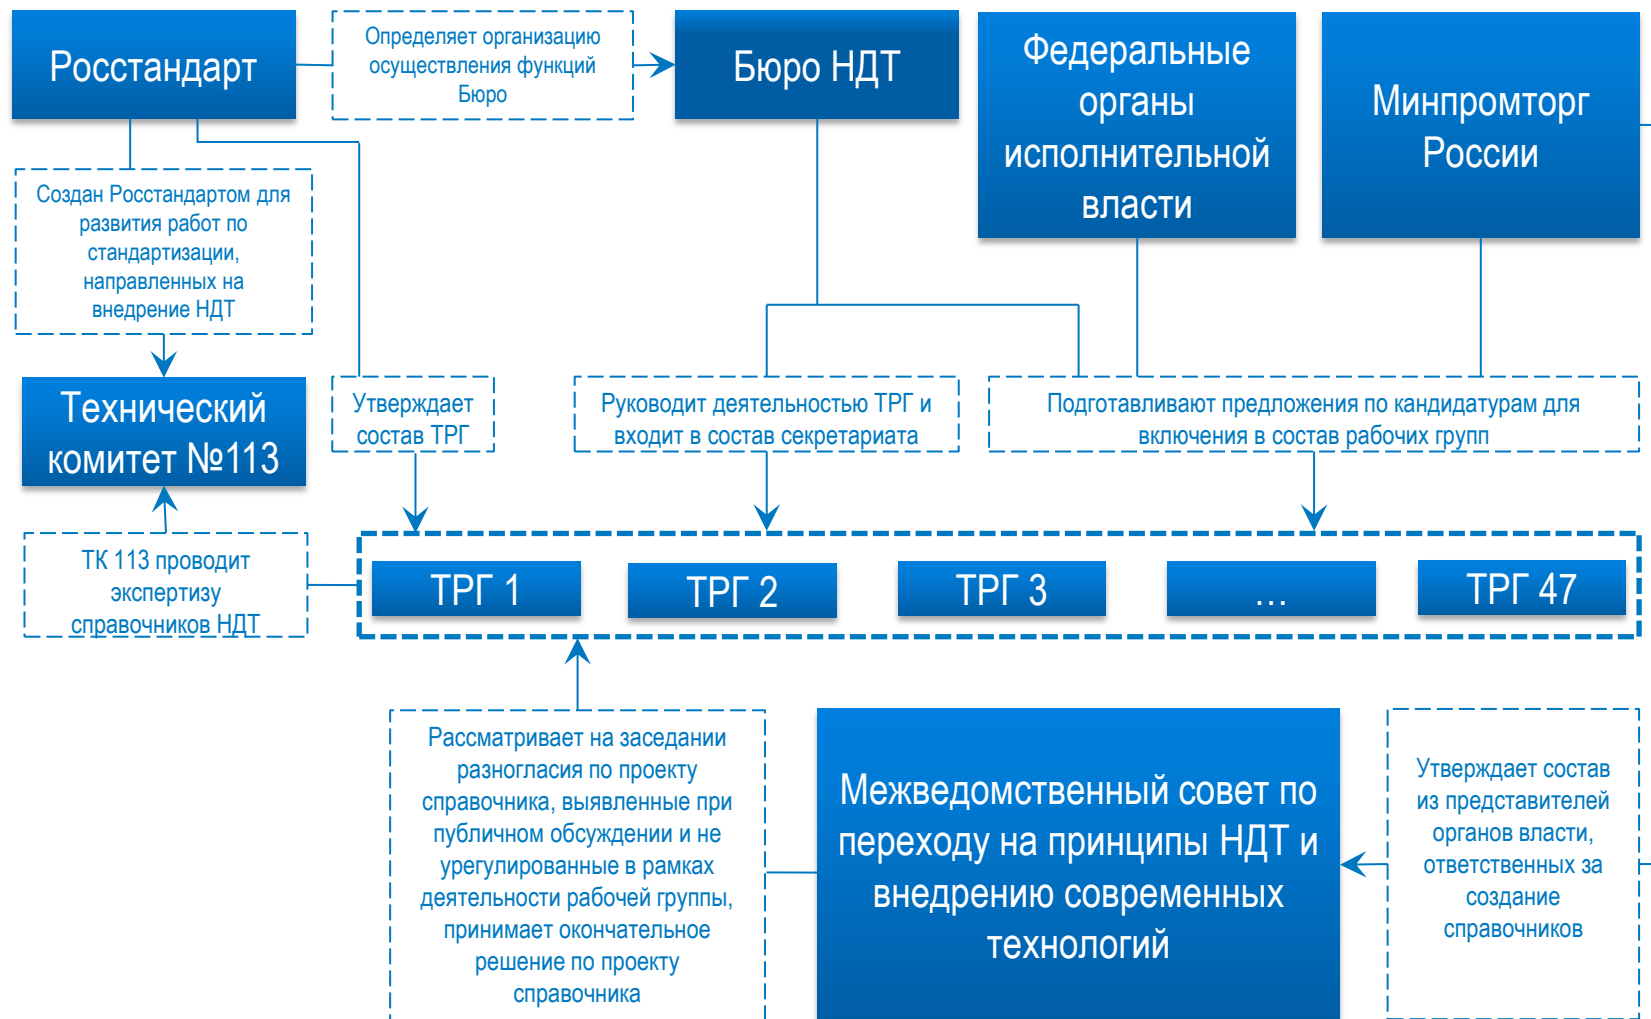 Росстандарт
Определяет организацию
осуществления функций
Бюро
Бюро НДТ
Федеральные
органы
исполнительной
власти
Минпромторг
России
Создан Росстандартом для
развития работ по
стандартизации,
направленных на
внедрение НДТ
Технический
комитет №113
Утверждает
состав ТРГ
Руководит деятельностью ТРГ и
входит в состав секретариата
Подготавливают предложения по кандидатурам для
включения в состав рабочих групп
ТК 113 проводит
экспертизу
справочников НДТ
ТРГ 1
ТРГ 2
ТРГ 3
...
ТРГ 47
Рассматривает на заседании
разногласия по проекту
справочника, выявленные при
публичном обсуждении и не
урегулированные в рамках
деятельности рабочей группы,
принимает окончательное
решение по проекту
справочника
Межведомственный совет по
переходу на принципы НДТ и
внедрению современных
технологий
Утверждает состав
из представителей
органов власти,
ответственных за
создание
справочников